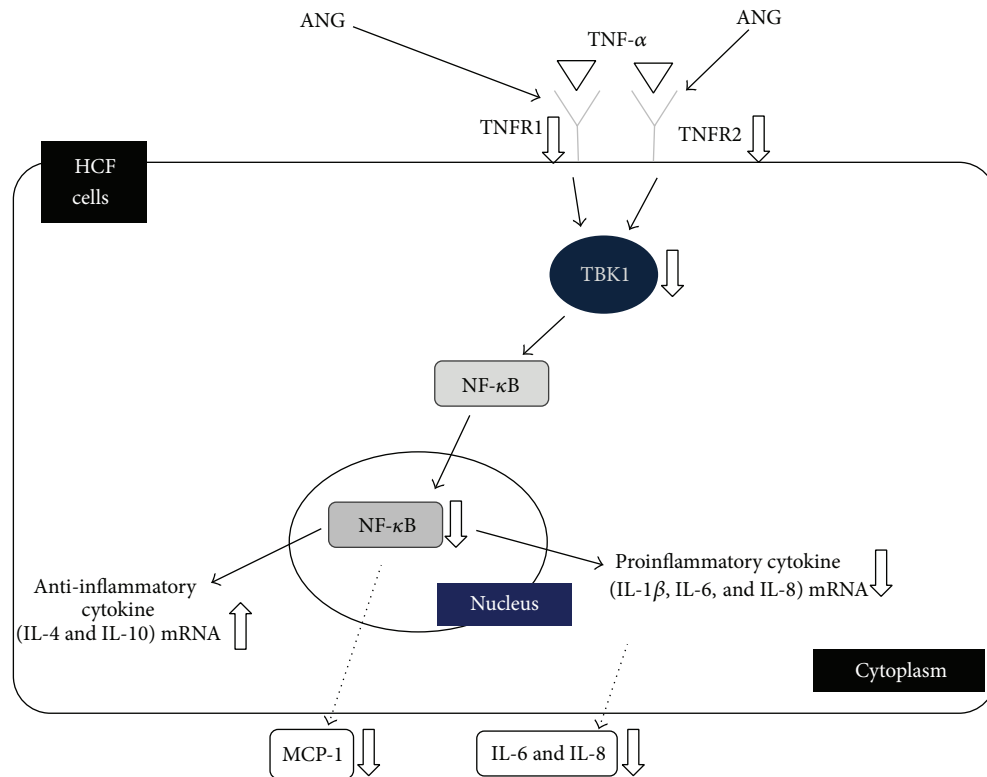 ANG
TNF-α
ANG
TNFR1
TNFR2
HCF
cells
TBK1
NF-κB
NF-κB
Anti-inflammatory
cytokine
(IL-4 and IL-10) mRNA
Proinflammatory cytokine
(IL-1β, IL-6, and IL-8) mRNA
Nucleus
Cytoplasm
MCP-1
IL-6 and IL-8